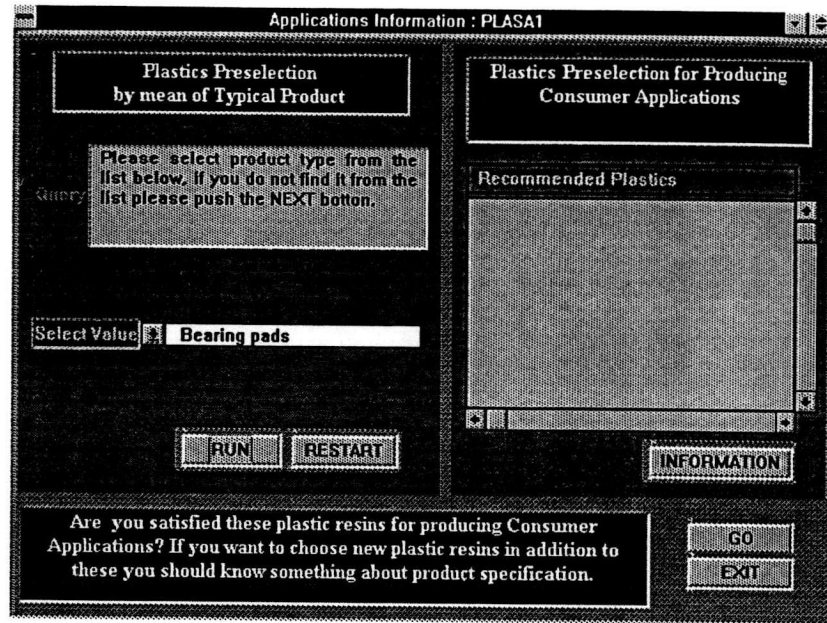 Applications Information : PLASA1
Plastics Preselection
by mean of Typical Product
Query
Please select product type from the
list below, if you do not find it from the
list please push the NEXT botton.
Select Value
Bearing pads
RUN
RESTART
Plastics Preselection for Producing
Consumer Applications
Recommended Plastics
INFORMATION
Are you satisfied these plastic resins for producing Consumer
Applications? If you want to choose new plastic resins in addition to
these you should know something about product specification.
GO
EXIT